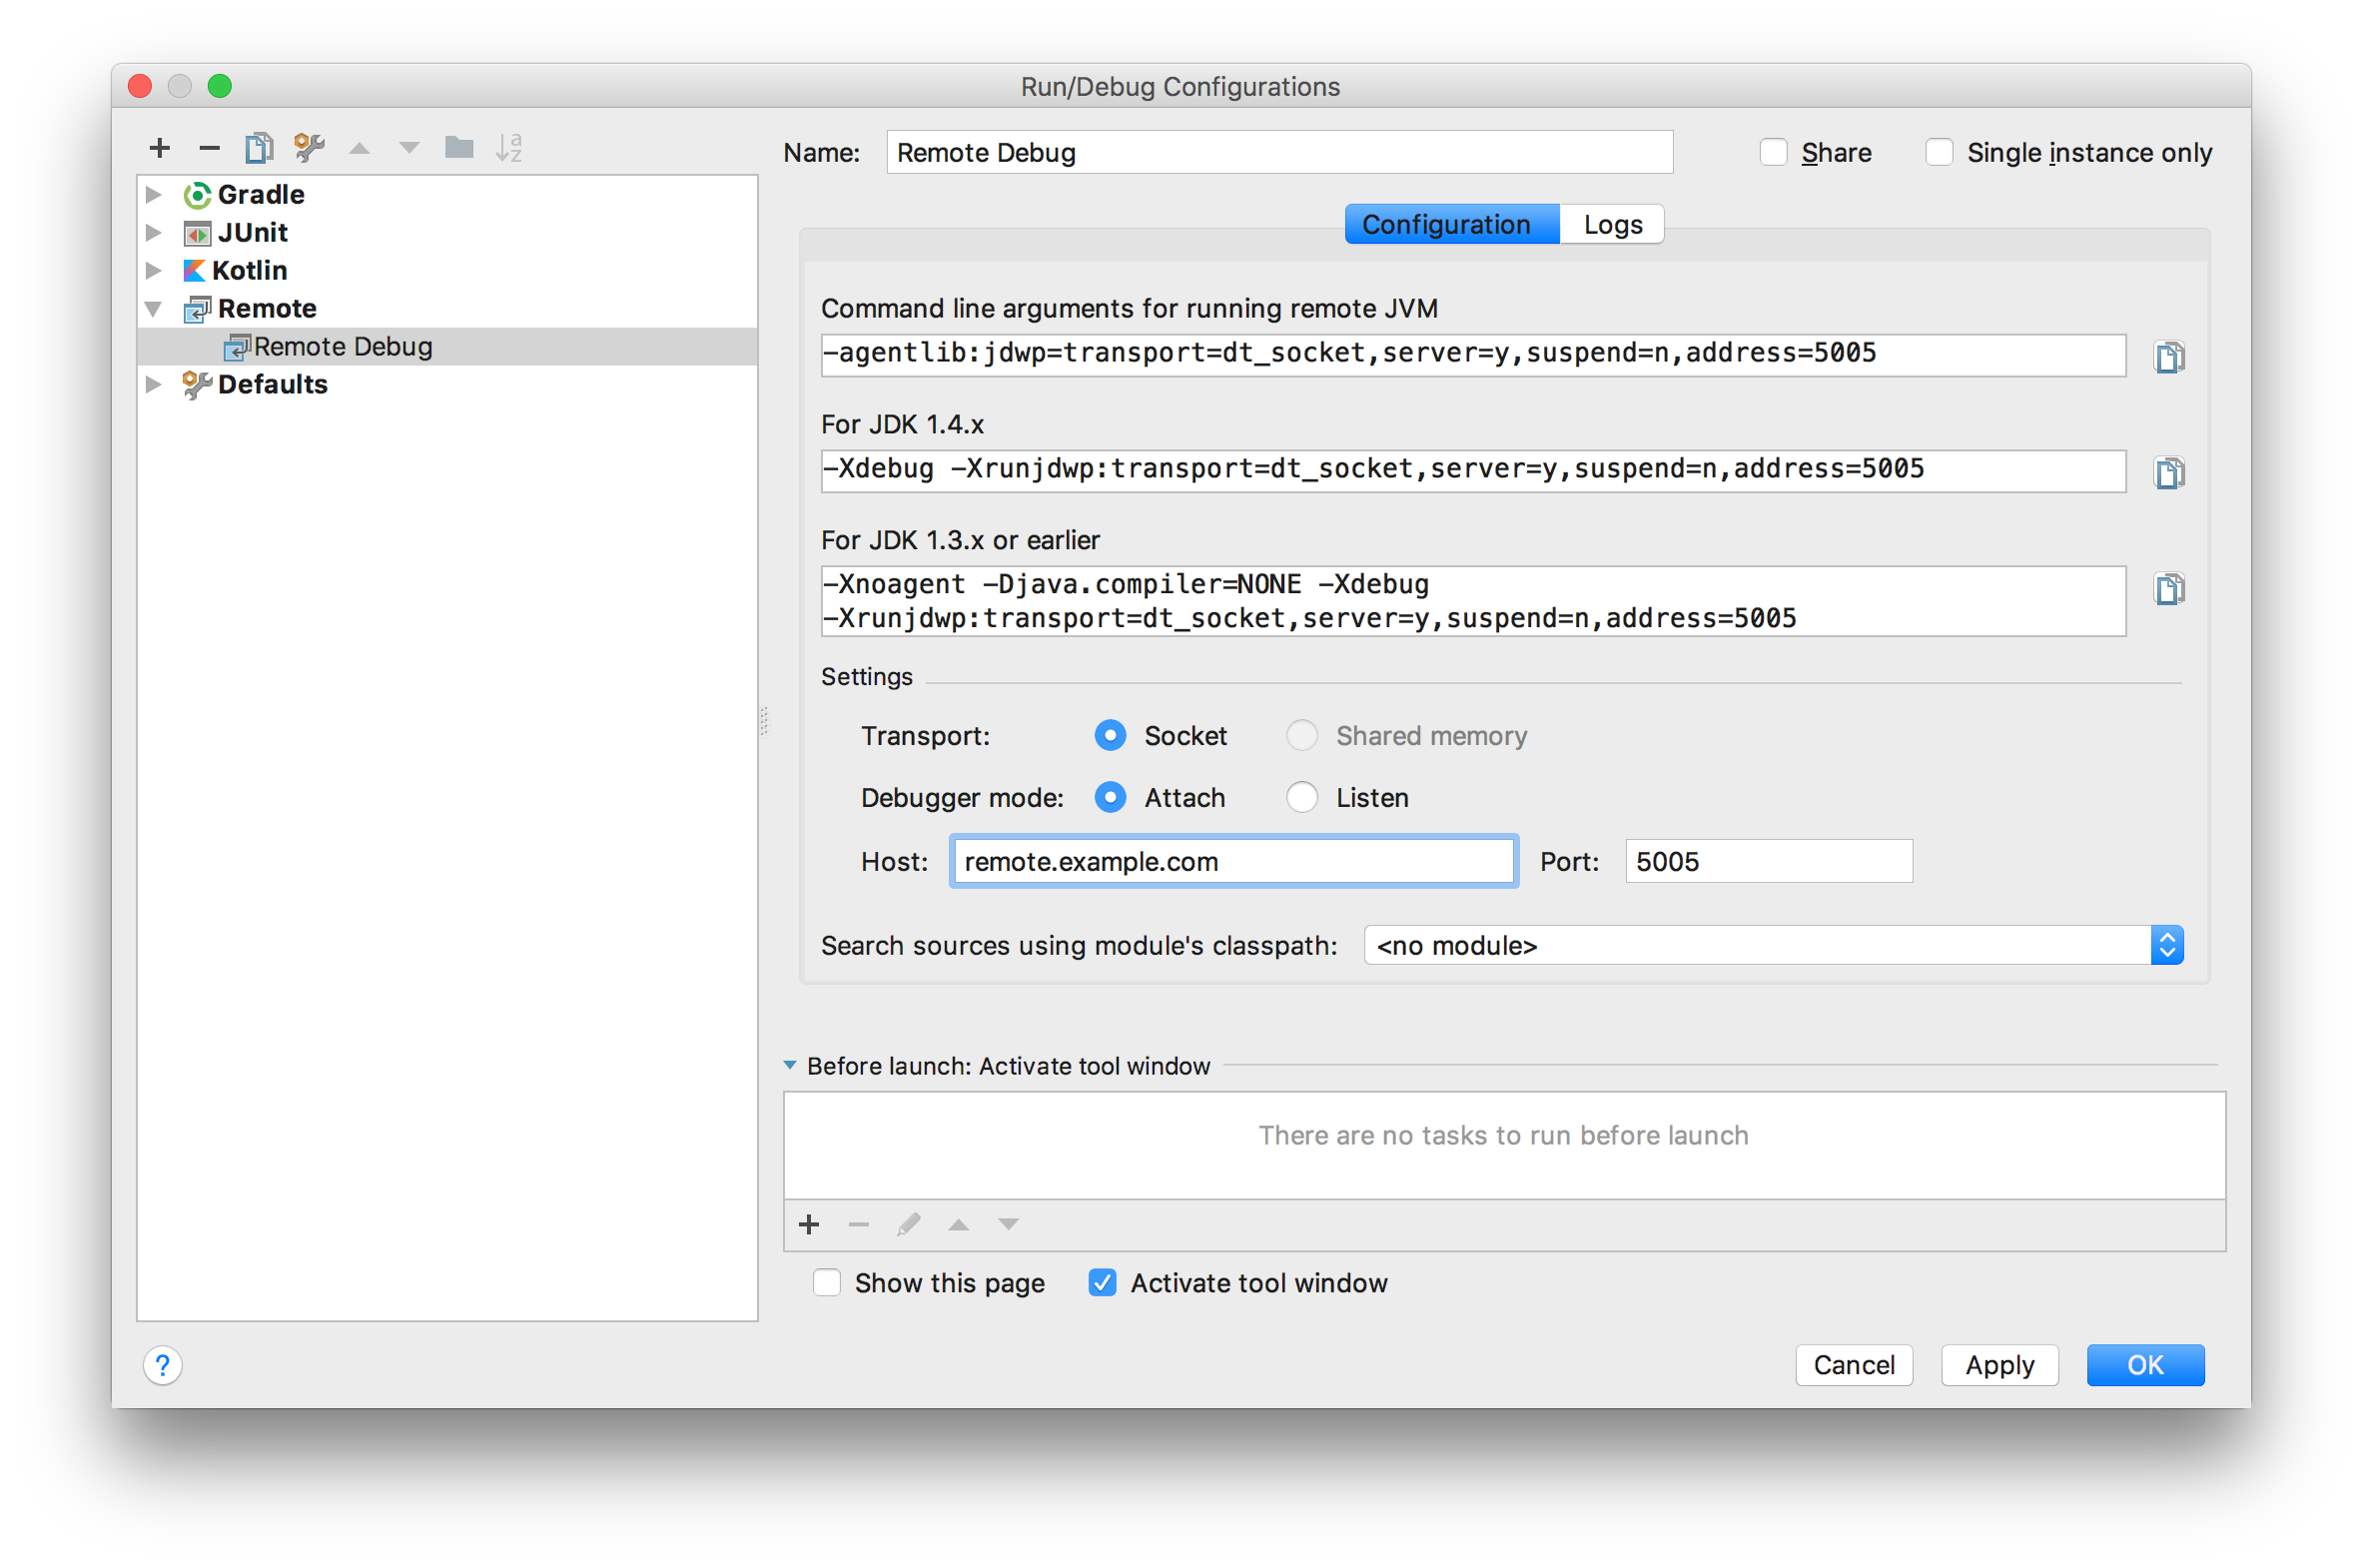 Run/Debug Configurations
Gradle
JUnit
Kotlin
Remote
Remote Debug
Defaults
Name: Remote Debug Share Single instance only
Configuration Logs
Command line arguments for running remote JVM
-agentlib:jdwp=transport=dt_socket,server=y,suspend=n,address=5005
For JDK 1.4.x
-Xdebug -Xrunjdwp:transport=dt_socket,server=y,suspend=n,address=5005
For JDK 1.3.x or earlier
-Xnoagent -Djava.compiler=NONE -Xdebug
-Xrunjdwp:transport=dt_socket,server=y,suspend=n,address=5005
Settings
Transport: Socket Shared memory
Debugger mode: Attach Listen
Host: remote.example.com Port: 5005
Search sources using module's classpath: <no module>
Before launch: Activate tool window
There are no tasks to run before launch
Show this page Activate tool window
? Cancel Apply OK